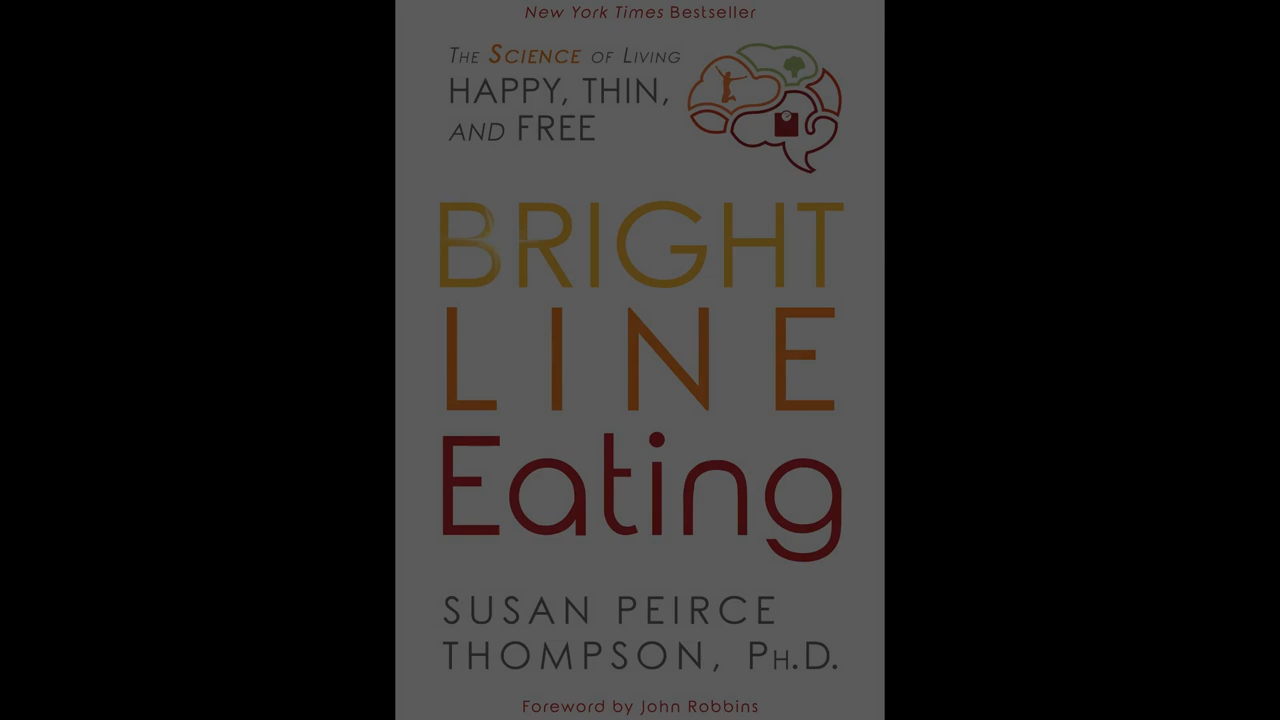 New York Times Bestseller
The Science of Living
HAPPY, THIN,
AND FREE
BRIGHT
LINE
Eating
SUSAN PEIRCE
THOMPSON, Ph.D.
Foreword by John Robbins